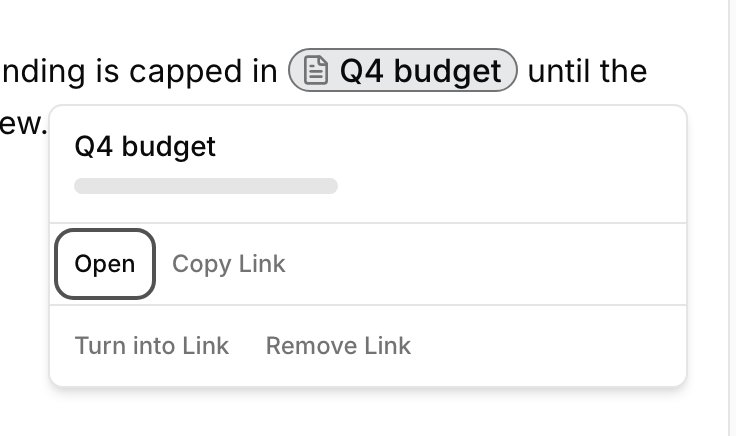 nding is capped in Q4 budget until the
ew.
Q4 budget
Open Copy Link
Turn into Link Remove Link